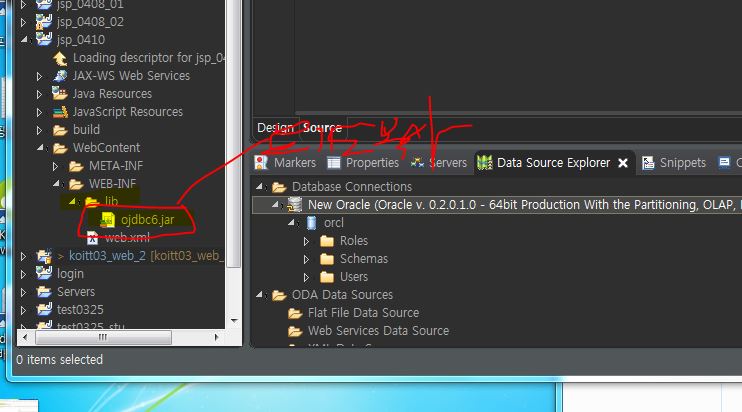 jsp_0408_01
jsp_0408_02
jsp_0410
Loading descriptor for jsp_04
JAX-WS Web Services
Java Resources
JavaScript Resources
build
WebContent
META-INF
WEB-INF
lib
ojdbc6.jar
web.xml
> koitt03_web_2 [koitt03_web_
login
Servers
test0325
test0325_stu
0 items selected
Design Source
Markers Properties Servers Data Source Explorer Snippets
Database Connections
New Oracle (Oracle v. 0.2.0.1.0 - 64bit Production With the Partitioning, OLAP,
orcl
Roles
Schemas
Users
ODA Data Sources
Flat File Data Source
Web Services Data Source